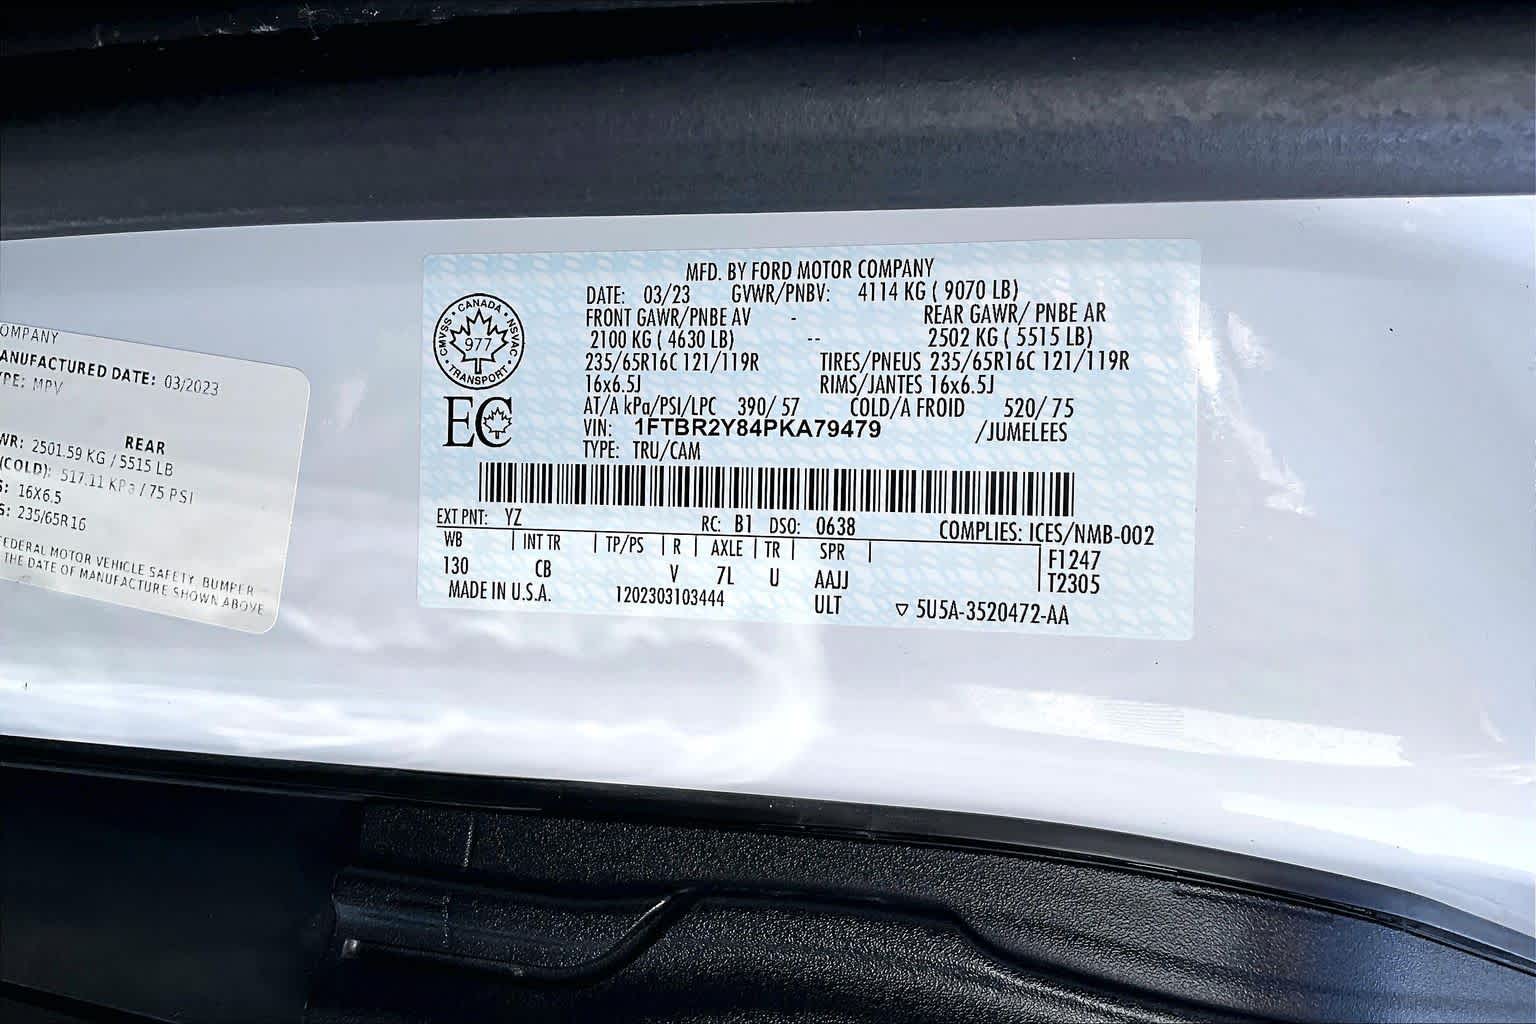 OMPANY
ANUFACTURED DATE: 03/2023
YPE: MPV
REAR
WR: 2501.59 KG / 5515 LB
(COLD): 517.11 KPa / 75 PSI
S: 16X6.5
S: 235/65R16
FEDERAL MOTOR VEHICLE SAFETY, BUMPER
THE DATE OF MANUFACTURE SHOWN ABOVE
MFD. BY FORD MOTOR COMPANY
DATE: 03/23 GVWR/PNBV: 4114 KG ( 9070 LB)
FRONT GAWR/PNBE AV - REAR GAWR/ PNBE AR
2100 KG ( 4630 LB) -- 2502 KG ( 5515 LB)
235/65R16C 121/119R TIRES/PNEUS 235/65R16C 121/119R
16x6.5J RIMS/JANTES 16x6.5J
AT/A kPa/PSI/LPC 390/ 57 COLD/A FROID 520/ 75
VIN: 1FTBR2Y84PKA79479 /JUMELEES
TYPE: TRU/CAM
CANADA
CMVSS • NSVAC
977
TRANSPORT
EC
EXT PNT: YZ RC: B1 DSO: 0638 COMPLIES: ICES/NMB-002
WB | INT TR | TP/PS | R | AXLE | TR | SPR | F1247
130 CB V 7L U AAJJ T2305
MADE IN U.S.A. 1202303103444 ULT ▽ 5U5A-3520472-AA